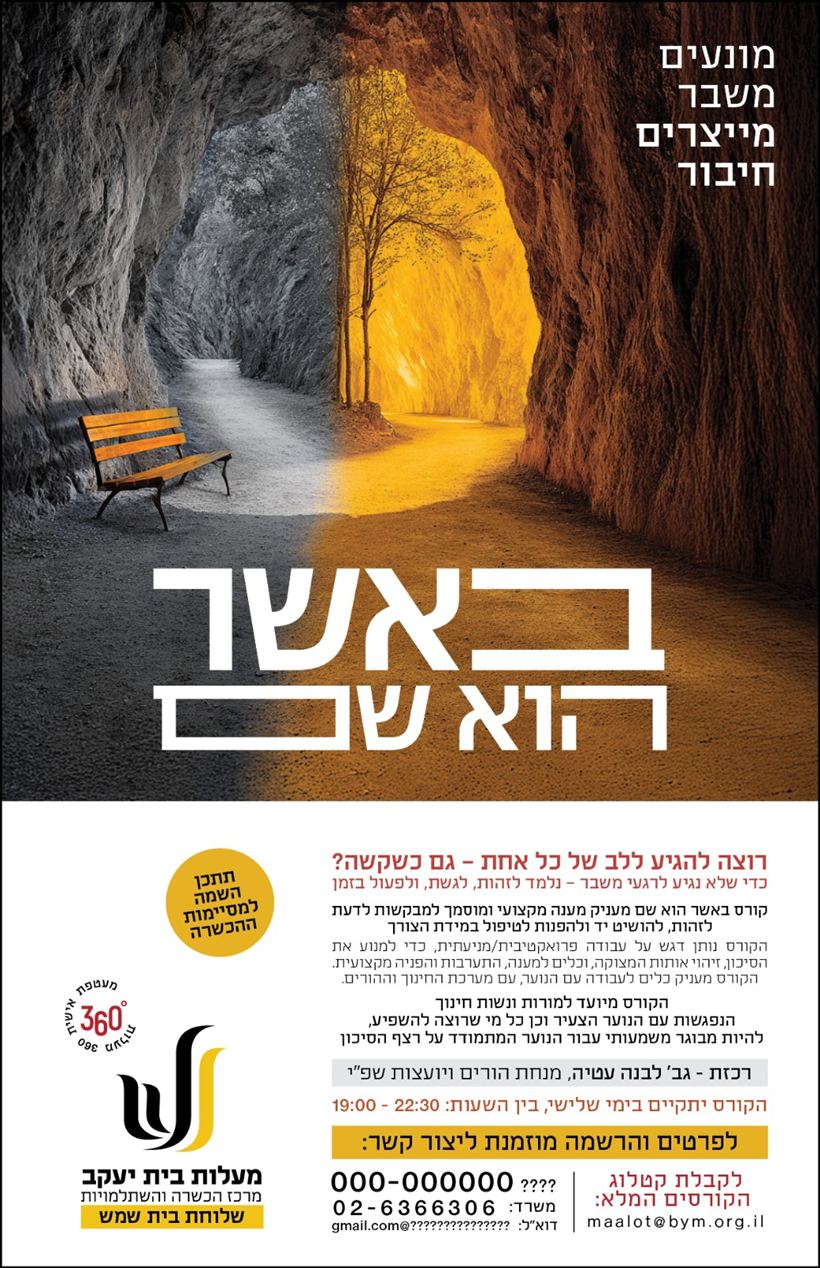 מונעים
משבר
מייצרים
חיבור
באשר
הוא שם
רוצה להגיע ללב של כל אחת – גם כשקשה?
כדי שלא נגיע לרגעי משבר – נלמד לזהות, לגשת, ולפעול בזמן
קורס באשר הוא שם מעניק מענה מקצועי ומוסמך למבקשות לדעת
לזהות, להושיט יד ולהפנות לטיפול במידת הצורך
הקורס נותן דגש על עבודה פרואקטיבית/מניעתית, כדי למנוע את
הסיכון, זיהוי אותות המצוקה, וכלים למענה, התערבות והפניה מקצועית.
הקורס מעניק כלים לעבודה עם הנוער, עם מערכת החינוך וההורים.
הקורס מיועד למורות ונשות חינוך
הנפגשות עם הנוער הצעיר וכן כל מי שרוצה להשפיע,
להיות מבוגר משמעותי עבור הנוער המתמודד על רצף הסיכון
רכזת - גב' לבנה עטיה, מנחת הורים ויועצות שפ"י
הקורס יתקיים בימי שלישי, בין השעות: 22:30 - 19:00
לפרטים והרשמה מוזמנת ליצור קשר:
לקבלת קטלוג
הקורסים המלא:
maalot@bym.org.il
???? 000-000000
משרד: 02-6366306
דוא"ל: ???????????????@gmail.com
תתכן
השמה
למסיימות
ההכשרה
מעטפת אישית
360°
360 מעלות
מעלות בית יעקב
מרכז הכשרה והשתלמויות
שלוחת בית שמש